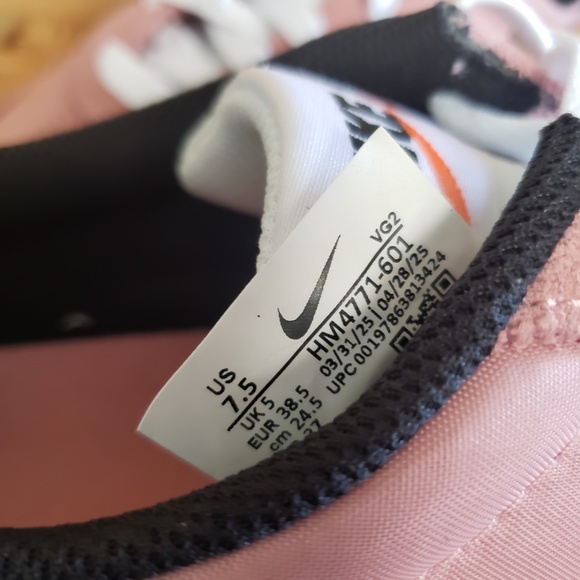 VG2
HM4771-601
03/31/25 | 04/28/25
UPC 00197863813424
US
7.5
UK 5
EUR 38.5
cm 24.5
27